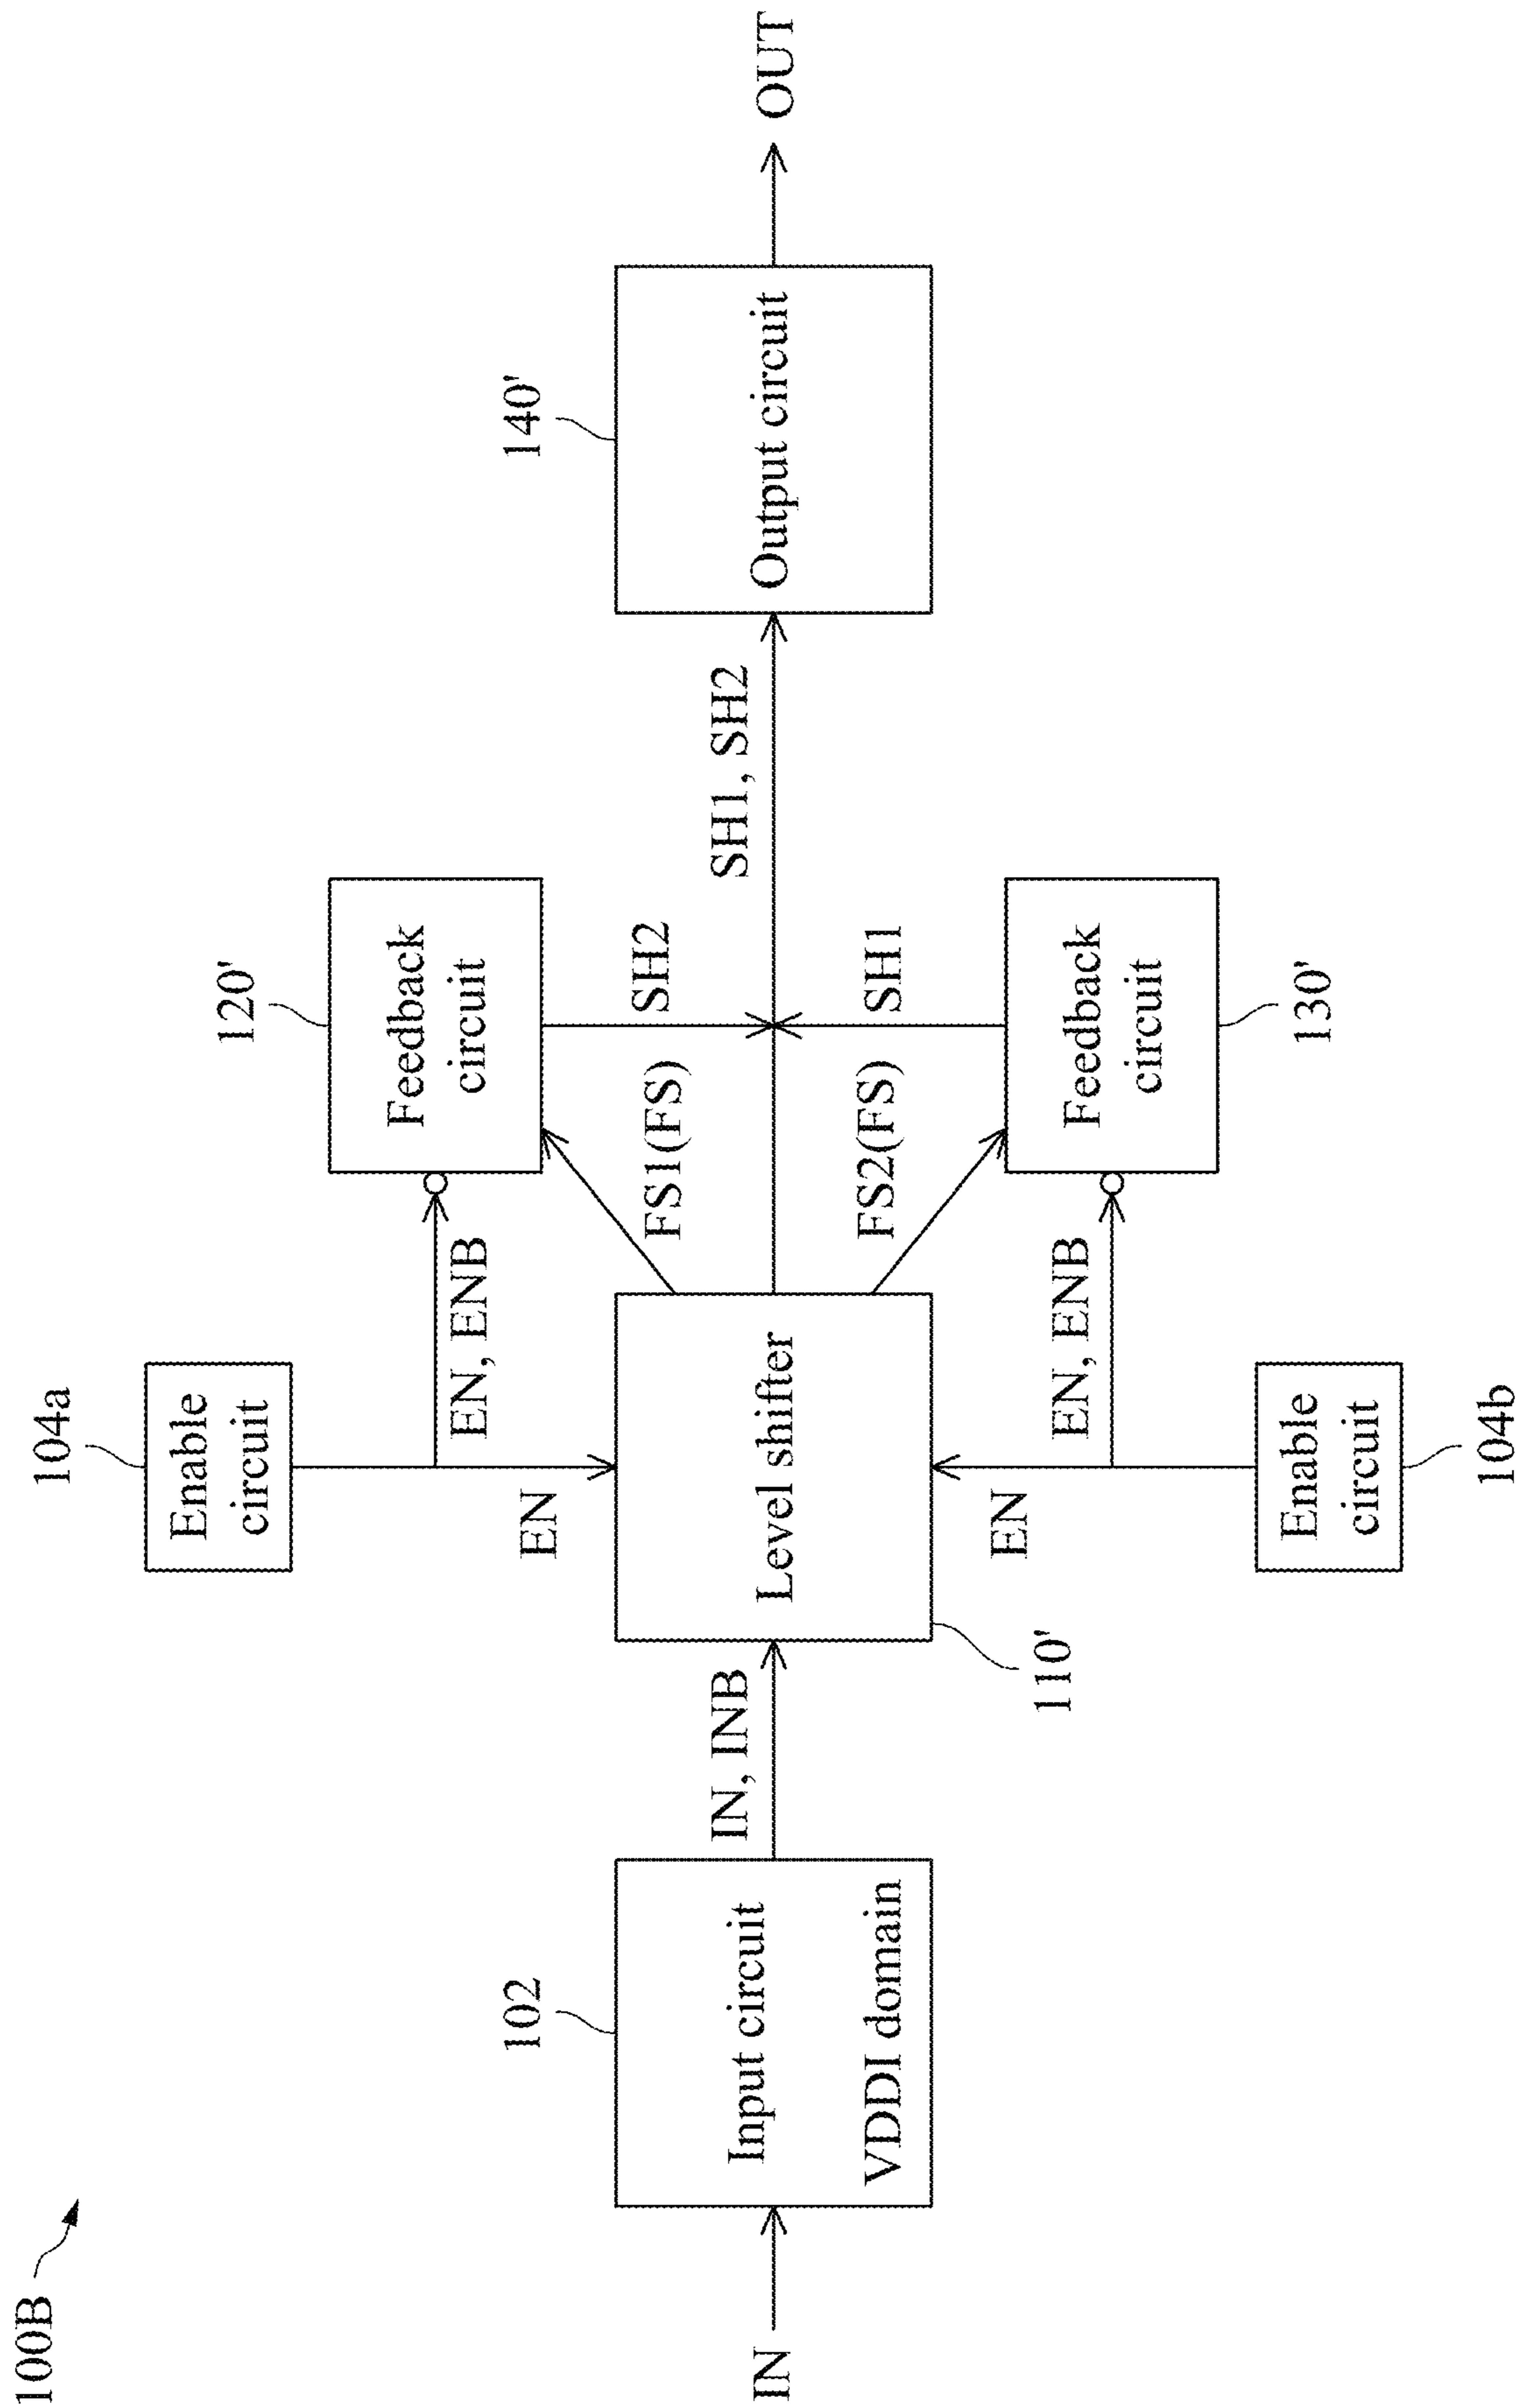 100B
104a
Enable
circuit
120'
Feedback
circuit
EN, ENB
EN
FS1(FS)
SH2
102
140'
IN
Input circuit
VDDI domain
IN, INB
Level shifter
110'
SH1, SH2
Output circuit
OUT
EN
EN, ENB
FS2(FS)
SH1
Feedback
circuit
130'
Enable
circuit
104b